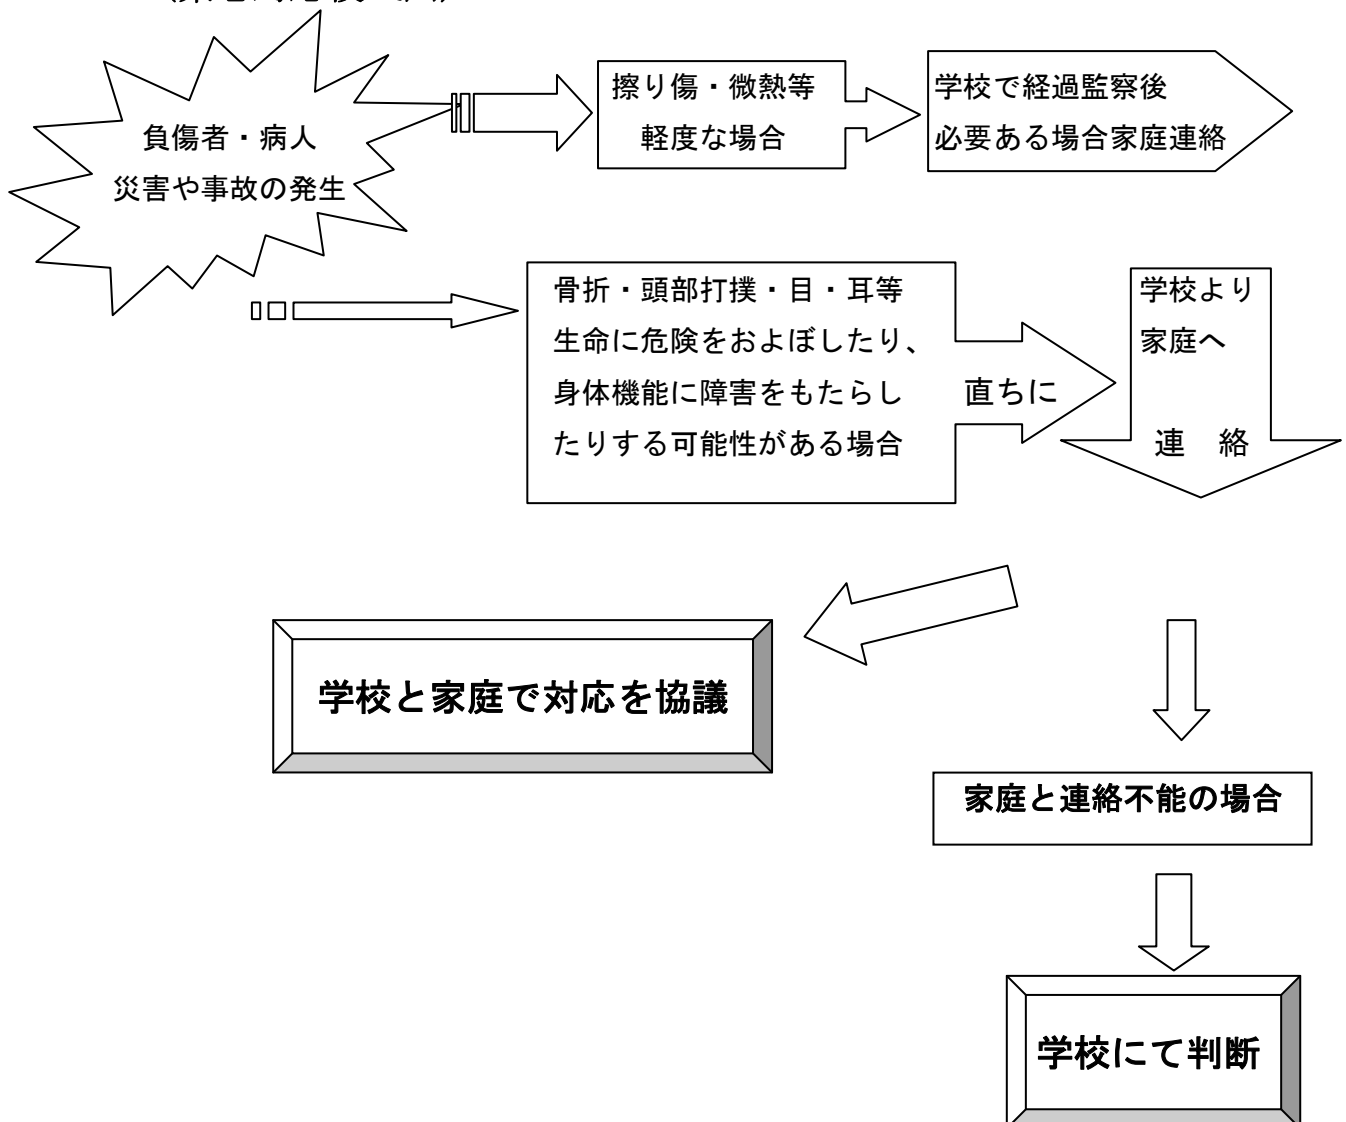 負傷者・病人
災害や事故の発生
擦り傷・微熱等
軽度な場合
学校で経過監察後
必要ある場合家庭連絡
骨折・頭部打撲・目・耳等
生命に危険をおよぼしたり、
身体機能に障害をもたらし
たりする可能性がある場合
直ちに
学校より
家庭へ
連　絡
学校と家庭で対応を協議
家庭と連絡不能の場合
学校にて判断